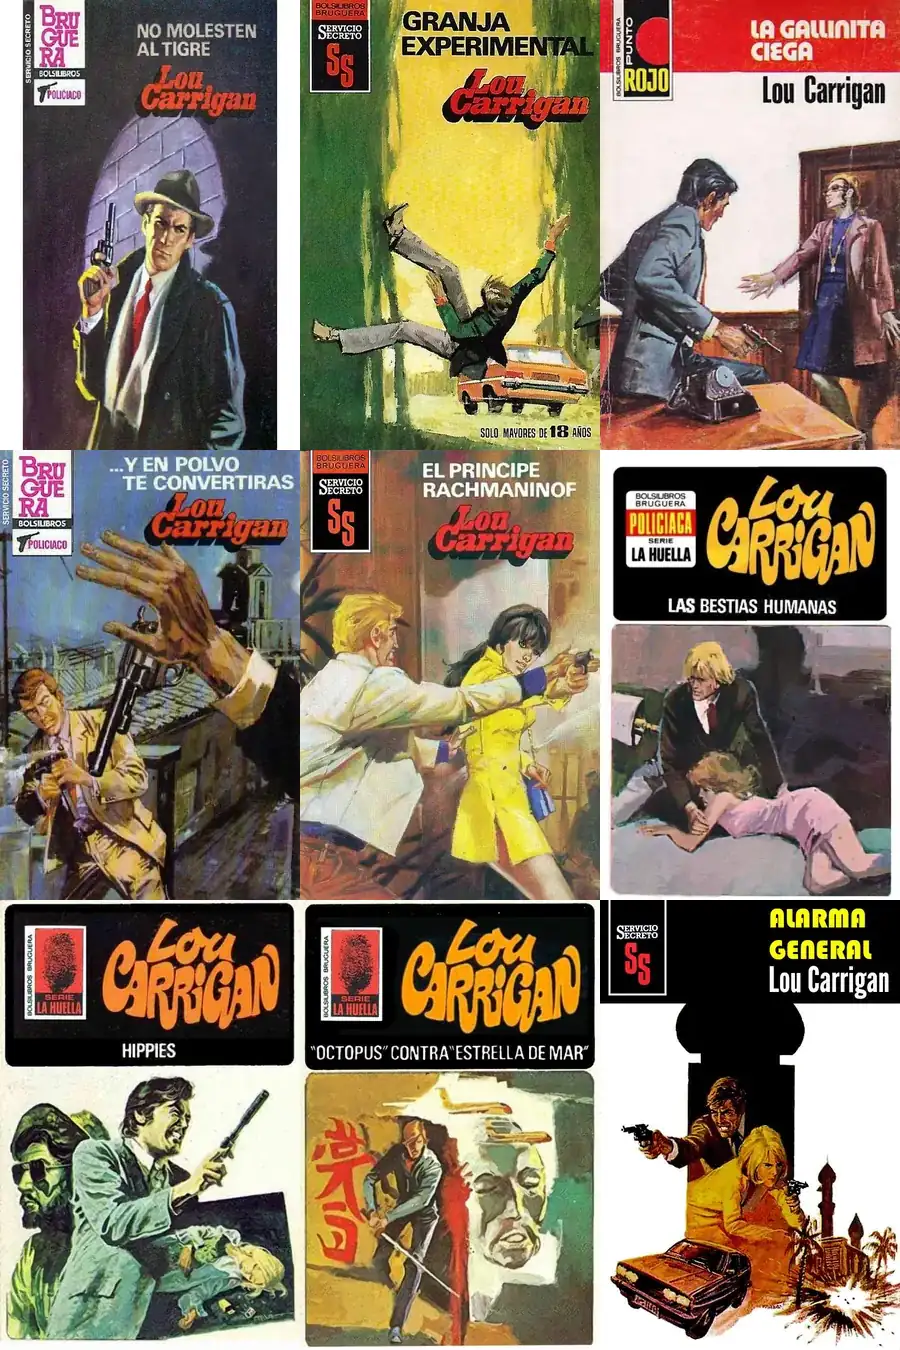 SERVICIO SECRETO
BRU
GUE
RA
BOLSILIBROS
POLICIACO
NO MOLESTEN
AL TIGRE
Lou
Carrigan
BOLSILIBROS
BRUGUERA
SERVICIO
SECRETO
SS
GRANJA
EXPERIMENTAL
Lou
Carrigan
SOLO MAYORES DE 18 AÑOS
BOLSILIBROS BRUGUERA
PUNTO
ROJO
LA GALLINITA
CIEGA
Lou Carrigan
SERVICIO SECRETO
BRU
GUE
RA
BOLSILIBROS
POLICIACO
...Y EN POLVO
TE CONVERTIRAS
Lou
Carrigan
BOLSILIBROS
BRUGUERA
SERVICIO
SECRETO
SS
EL PRINCIPE
RACHMANINOF
Lou
Carrigan
BOLSILIBROS
BRUGUERA
POLICIACA
SERIE
LA HUELLA
LOU
CARRIGAN
LAS BESTIAS HUMANAS
BOLSILIBROS BRUGUERA
SERIE
LA HUELLA
LOU
CARRIGAN
HIPPIES
BOLSILIBROS BRUGUERA
SERIE
LA HUELLA
LOU
CARRIGAN
"OCTOPUS" CONTRA "ESTRELLA DE MAR"
SERVICIO
SECRETO
SS
ALARMA
GENERAL
Lou Carrigan